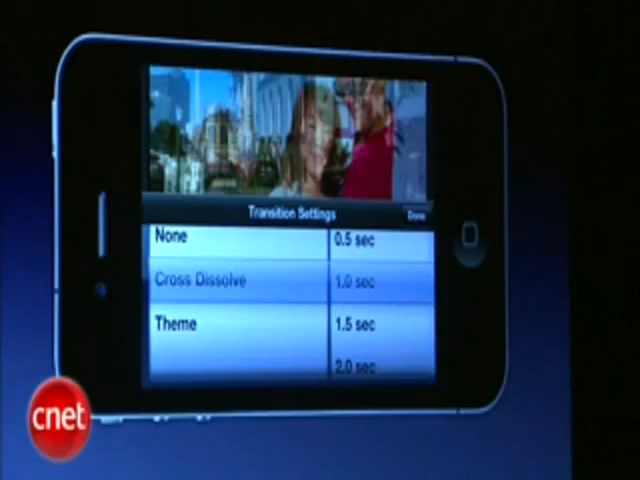 Transition Settings
Done
None
0.5 sec
Cross Dissolve
1.0 sec
Theme
1.5 sec
2.0 sec
cnet